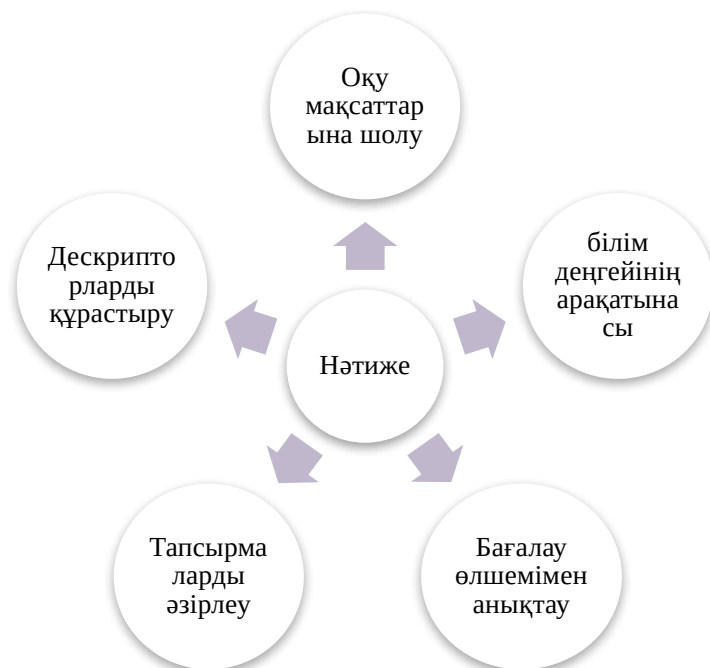 Оқу
мақсаттар
ына шолу
білім
деңгейінің
арақатына
сы
Бағалау
өлшемімен
анықтау
Тапсырма
ларды
әзірлеу
Дескрипто
рларды
құрастыру
Нәтиже